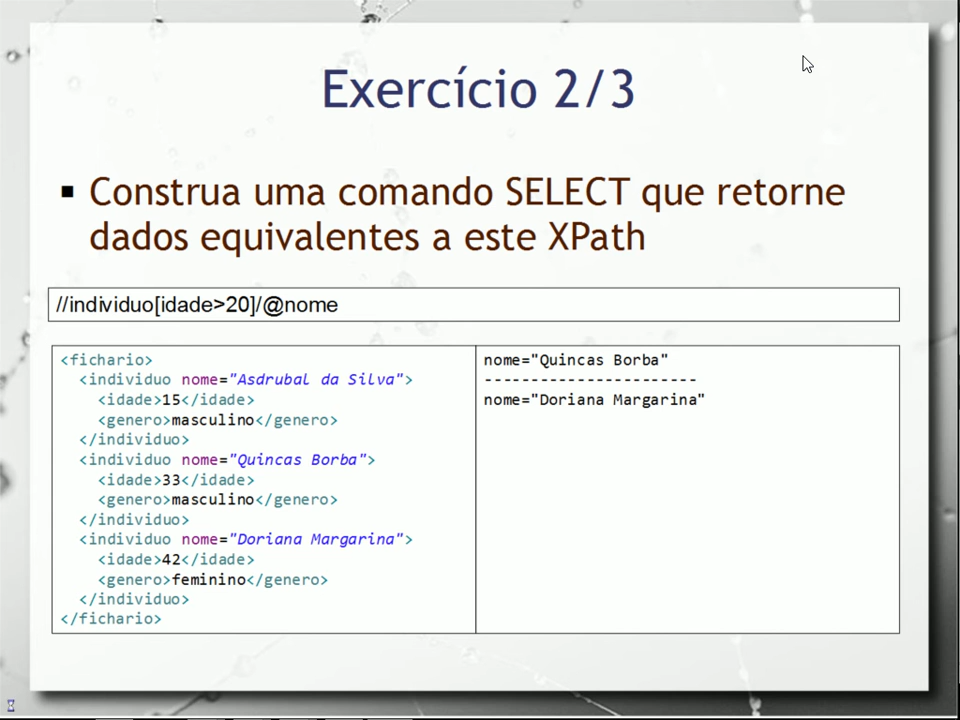 Exercício 2/3
▪ Construa uma comando SELECT que retorne
dados equivalentes a este XPath
//individuo[idade>20]/@nome
<fichario>
  <individuo nome="Asdrubal da Silva">
    <idade>15</idade>
    <genero>masculino</genero>
  </individuo>
  <individuo nome="Quincas Borba">
    <idade>33</idade>
    <genero>masculino</genero>
  </individuo>
  <individuo nome="Doriana Margarina">
    <idade>42</idade>
    <genero>feminino</genero>
  </individuo>
</fichario>
nome="Quincas Borba"
-----------------------
nome="Doriana Margarina"